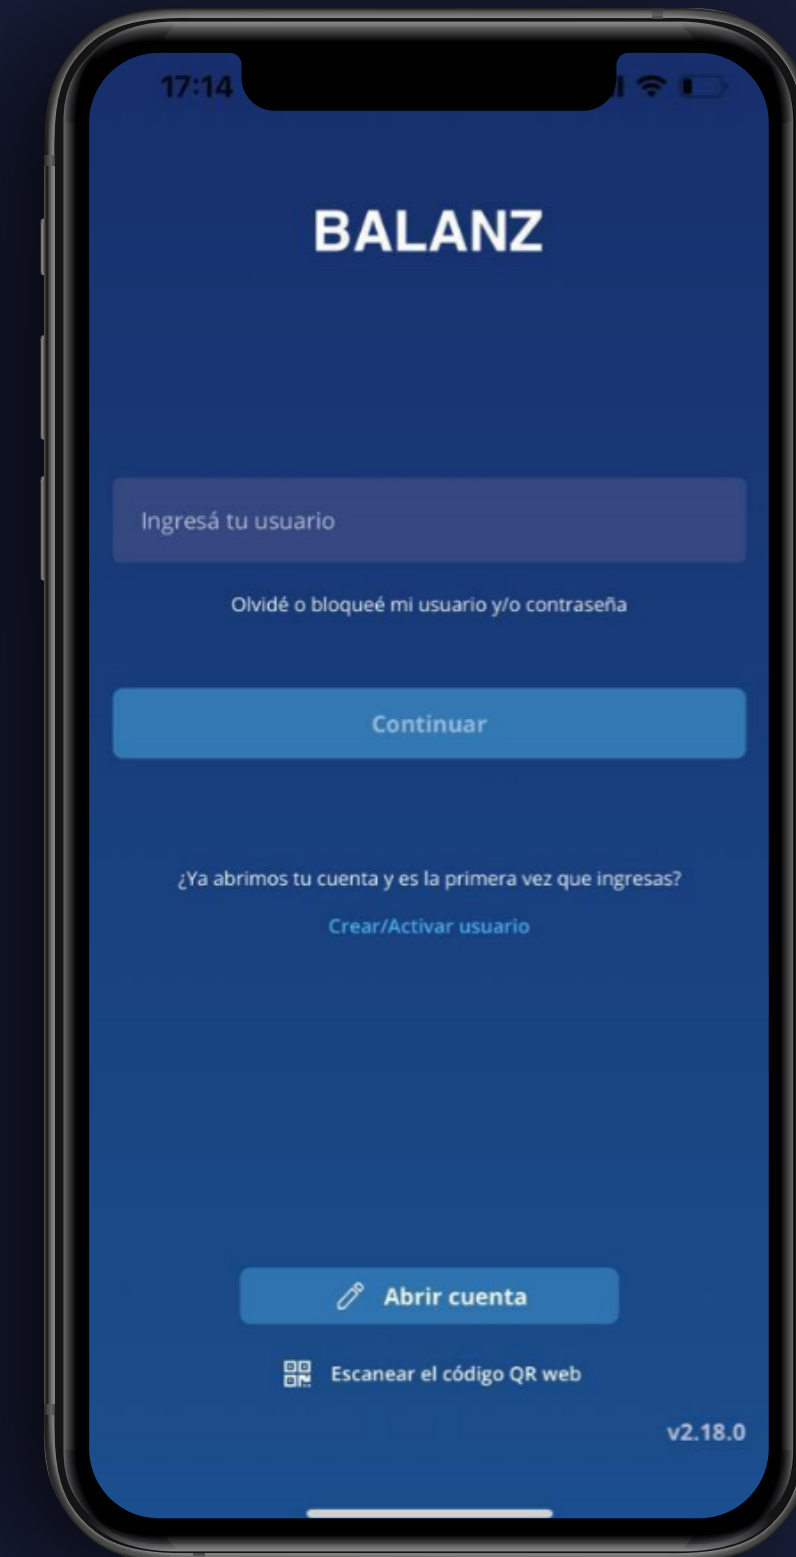 17:14
BALANZ
Ingresá tu usuario
Olvidé o bloqueé mi usuario y/o contraseña
Continuar
¿Ya abrimos tu cuenta y es la primera vez que ingresas?
Crear/Activar usuario
Abrir cuenta
Escanear el código QR web
v2.18.0